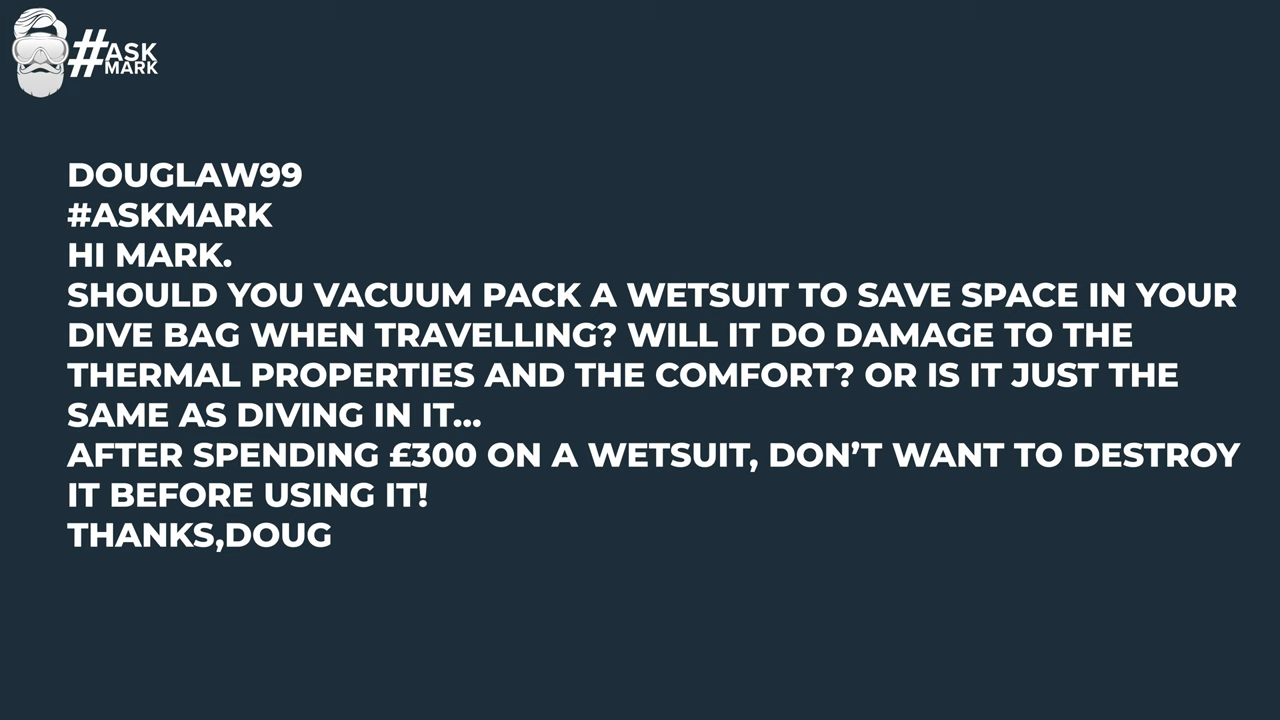 #ASK
MARK
DOUGLAW99
#ASKMARK
HI MARK.
SHOULD YOU VACUUM PACK A WETSUIT TO SAVE SPACE IN YOUR
DIVE BAG WHEN TRAVELLING? WILL IT DO DAMAGE TO THE
THERMAL PROPERTIES AND THE COMFORT? OR IS IT JUST THE
SAME AS DIVING IN IT...
AFTER SPENDING £300 ON A WETSUIT, DON’T WANT TO DESTROY
IT BEFORE USING IT!
THANKS,DOUG